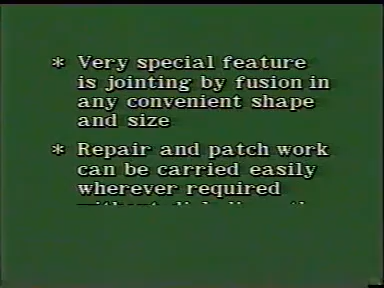 * Very special feature
is jointing by fusion in
any convenient shape
and size
* Repair and patch work
can be carried easily
wherever required